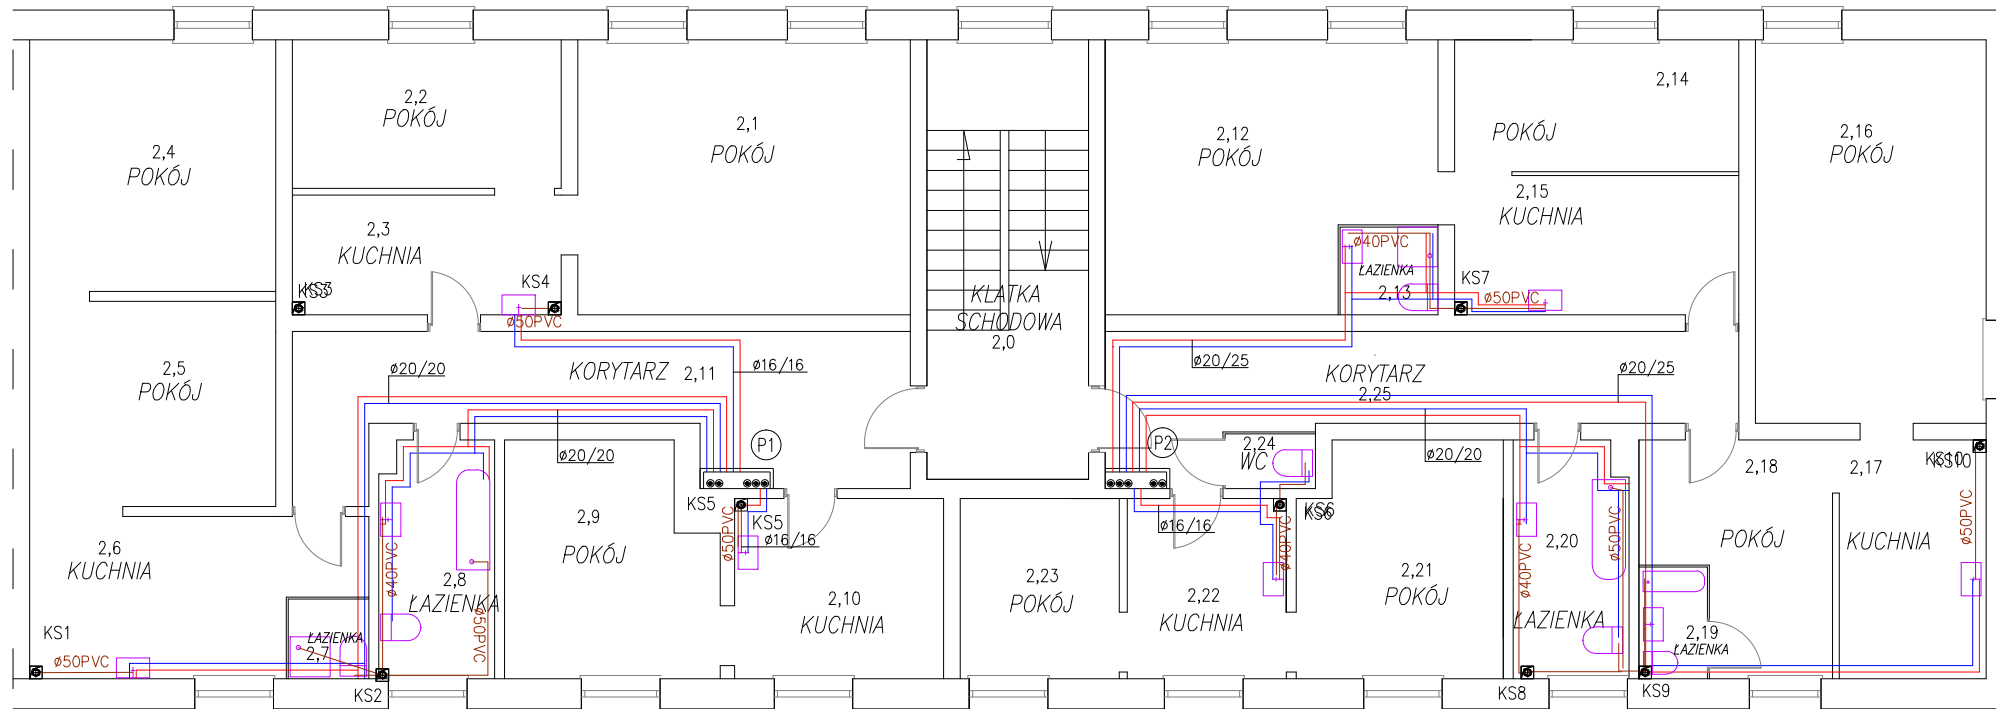 2,4
POKÓJ
2,2
POKÓJ
2,1
POKÓJ
2,12
POKÓJ
2,14
POKÓJ
2,16
POKÓJ
2,3
KUCHNIA
2,15
KUCHNIA
ø40PVC
ŁAZIENKA
2,13
KS3
KS4
ø50PVC
KS7
ø50PVC
KLATKA
SCHODOWA
2,0
2,5
POKÓJ
ø20/20
KORYTARZ 2,11
ø16/16
ø20/25
KORYTARZ
2,25
ø20/25
P1
P2
ø20/20
2,24
WC
ø20/20
2,18
POKÓJ
2,17
KUCHNIA
KS10
ø50PVC
2,6
KUCHNIA
ø40PVC
2,8
ŁAZIENKA
ø50PVC
2,9
POKÓJ
KS5
KS5
ø50PVC
ø16/16
2,10
KUCHNIA
2,23
POKÓJ
ø16/16
2,22
KUCHNIA
KS6
ø40PVC
2,21
POKÓJ
ø40PVC
2,20
ŁAZIENKA
ø50PVC
2,19
ŁAZIENKA
KS1
ø50PVC
ŁAZIENKA
2,7
KS2
KS8
KS9